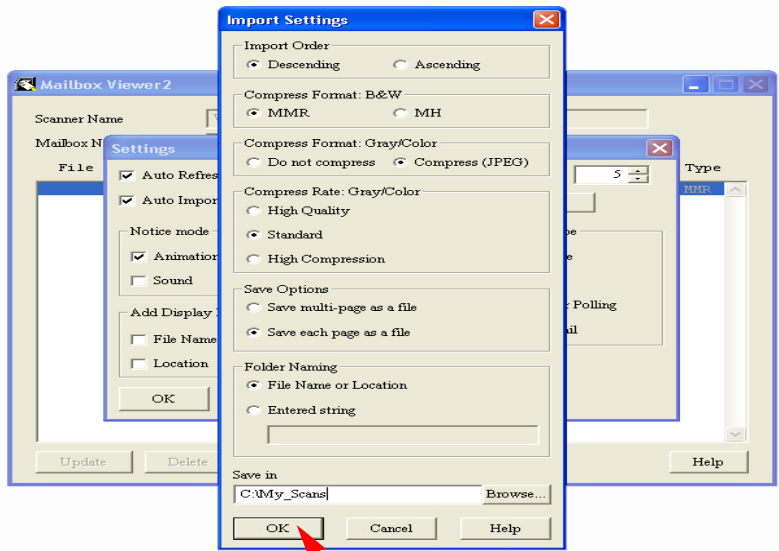 Import Settings
Import Order
Descending Ascending
Mailbox Viewer2
Compress Format: B&W
Scanner Name
MMR MH
Mailbox N
Settings
Compress Format: Gray/Color
Do not compress Compress (JPEG)
File
Auto Refres
5
Type
MMR
Compress Rate: Gray/Color
Auto Impor
High Quality
Notice mode
Standard
Animation
High Compression
Sound
Save Options
Save multi-page as a file
Polling
Add Display
Save each page as a file
File Name
Location
Folder Naming
File Name or Location
OK
Entered string
Update Delete
Help
Save in
C:\My_Scans
Browse...
OK Cancel Help